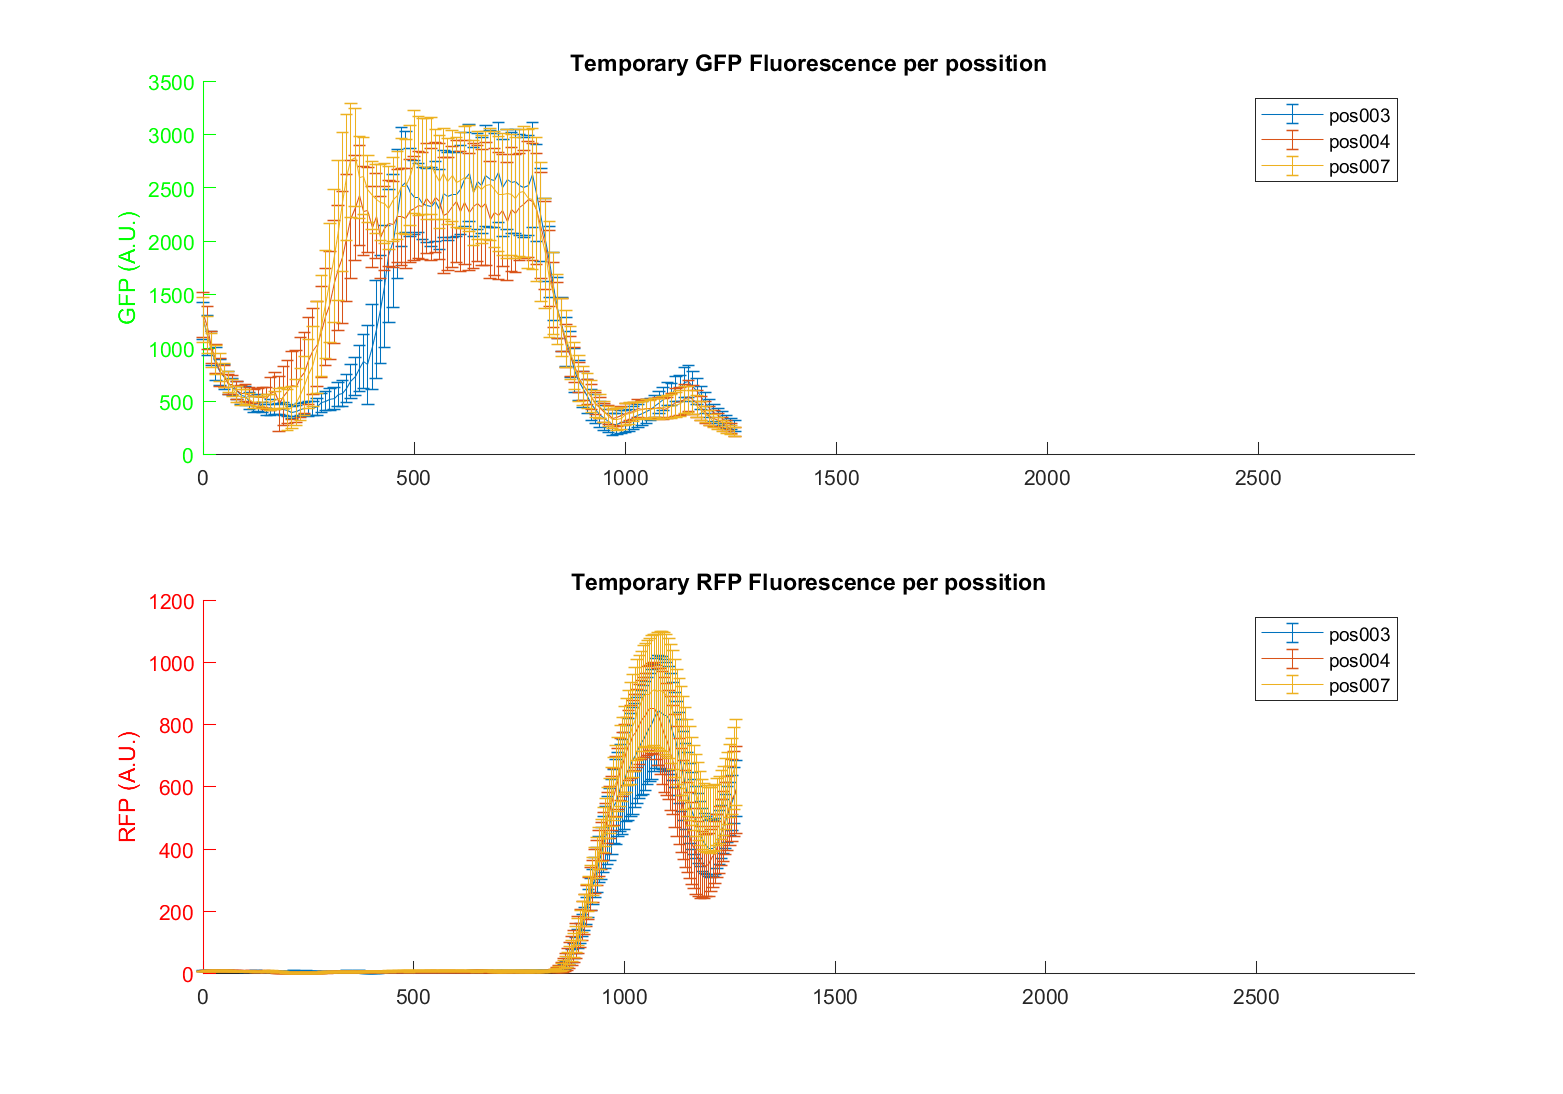 Temporary GFP Fluorescence per possition
3500
3000
2500
2000
1500
1000
500
0
GFP (A.U.)
pos003
pos004
pos007
0 500 1000 1500 2000 2500
Temporary RFP Fluorescence per possition
1200
1000
800
600
400
200
0
RFP (A.U.)
pos003
pos004
pos007
0 500 1000 1500 2000 2500